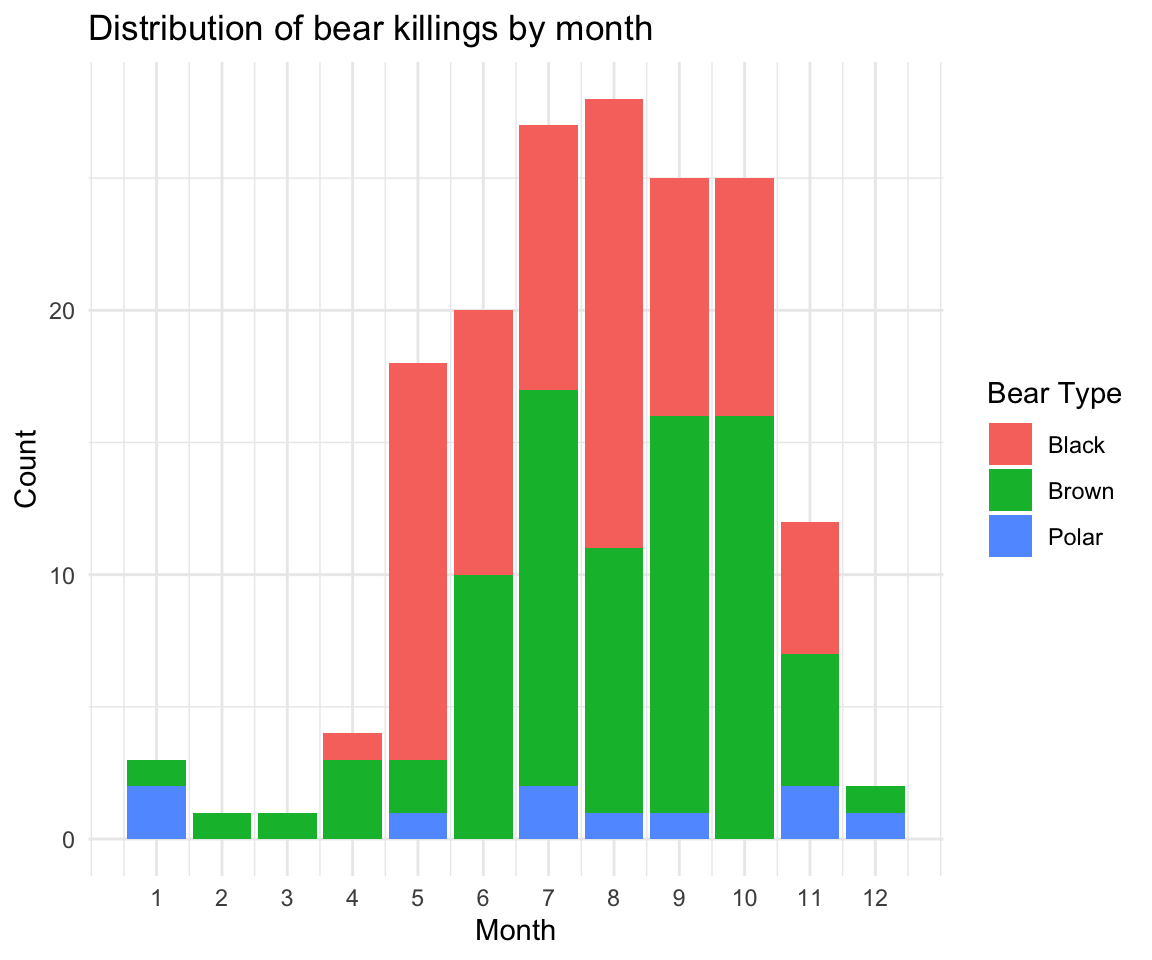 Distribution of bear killings by month
Count
20
10
0
1 2 3 4 5 6 7 8 9 10 11 12
Month
Bear Type
Black
Brown
Polar